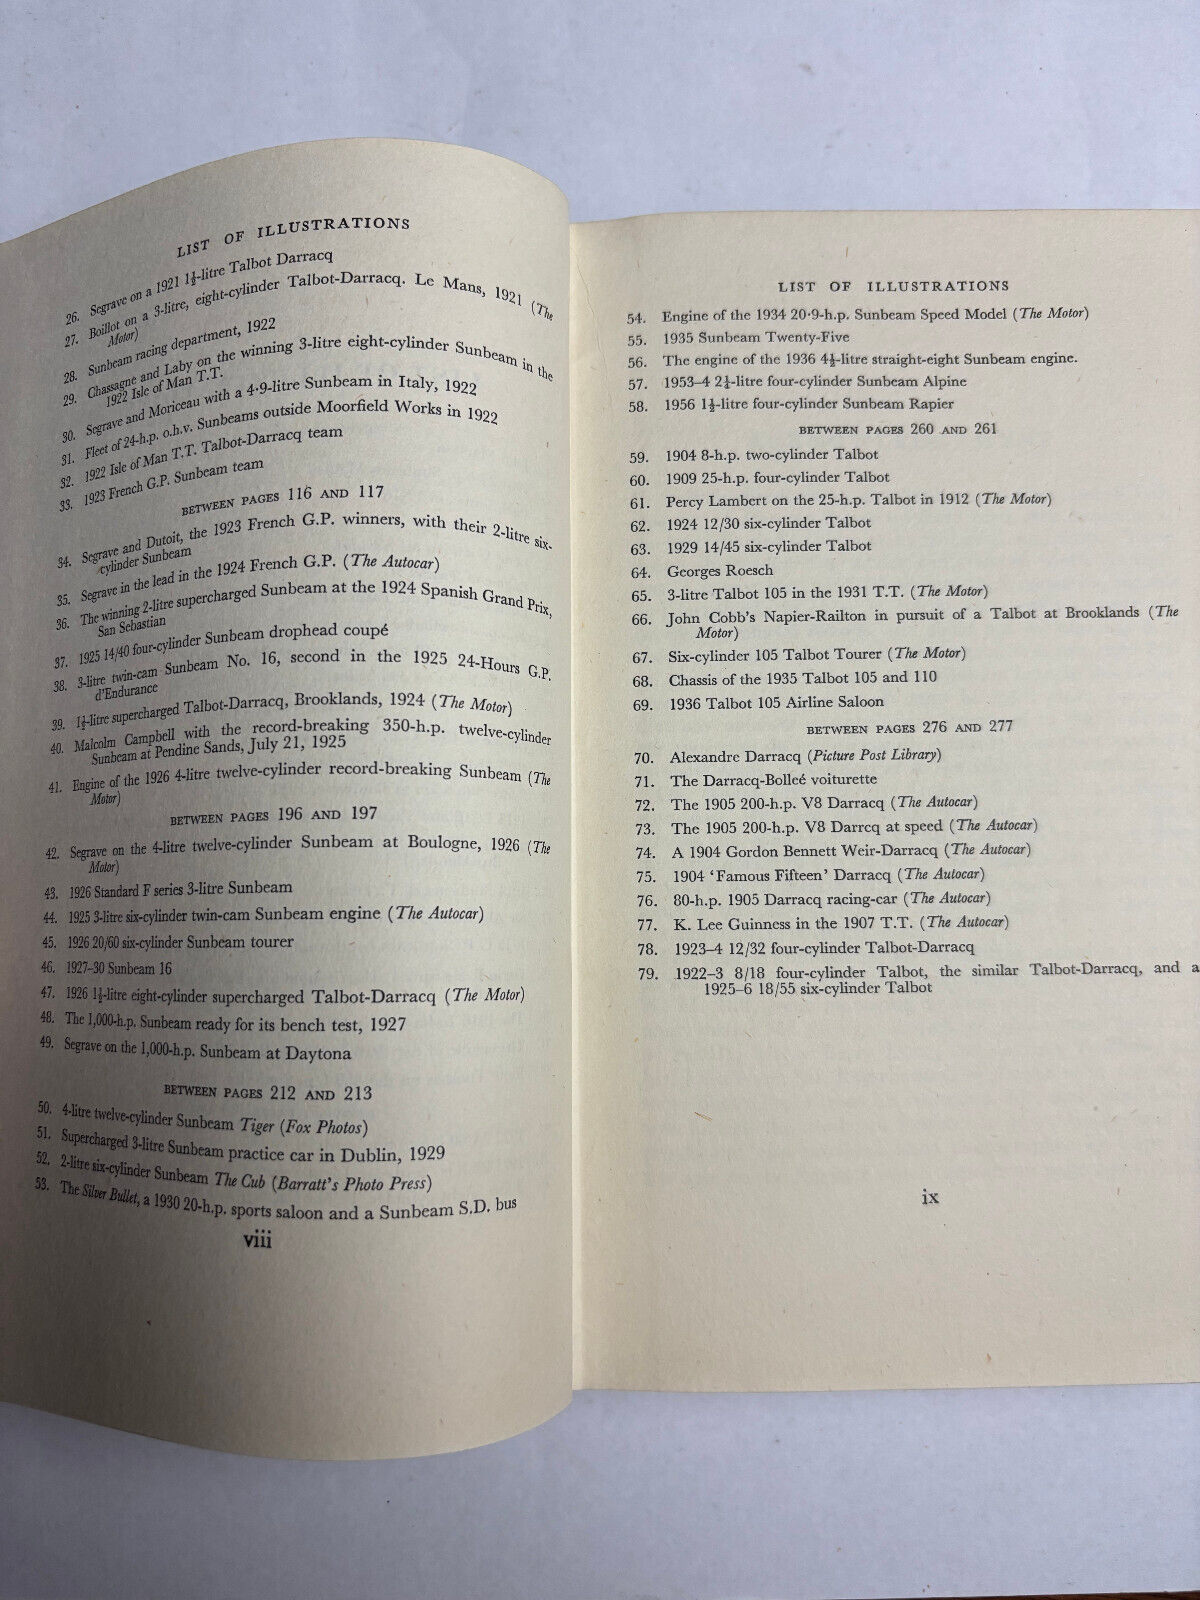 LIST OF ILLUSTRATIONS
26. Segrave on a 1921 1½-litre Talbot Darracq
27. Boillot on a 3-litre, eight-cylinder Talbot-Darracq. Le Mans, 1921 (The
Motor)
28. Sunbeam racing department, 1922
29. Chassagne and Laby on the winning 3-litre eight-cylinder Sunbeam in the
1922 Isle of Man T.T.
30. Segrave and Moriceau with a 4·9-litre Sunbeam in Italy, 1922
31. Fleet of 24-h.p. o.h.v. Sunbeams outside Moorfield Works in 1922
32. 1922 Isle of Man T.T. Talbot-Darracq team
33. 1923 French G.P. Sunbeam team
BETWEEN PAGES 116 AND 117
34. Segrave and Dutoit, the 1923 French G.P. winners, with their 2-litre six-
cylinder Sunbeam
35. Segrave in the lead in the 1924 French G.P. (The Autocar)
36. The winning 2-litre supercharged Sunbeam at the 1924 Spanish Grand Prix,
San Sebastian
37. 1925 14/40 four-cylinder Sunbeam drophead coupé
38. 3-litre twin-cam Sunbeam No. 16, second in the 1925 24-Hours G.P.
d'Endurance
39. 1½-litre supercharged Talbot-Darracq, Brooklands, 1924 (The Motor)
40. Malcolm Campbell with the record-breaking 350-h.p. twelve-cylinder
Sunbeam at Pendine Sands, July 21, 1925
41. Engine of the 1926 4-litre twelve-cylinder record-breaking Sunbeam (The
Motor)
BETWEEN PAGES 196 AND 197
42. Segrave on the 4-litre twelve-cylinder Sunbeam at Boulogne, 1926 (The
Motor)
43. 1926 Standard F series 3-litre Sunbeam
44. 1925 3-litre six-cylinder twin-cam Sunbeam engine (The Autocar)
45. 1926 20/60 six-cylinder Sunbeam tourer
46. 1927–30 Sunbeam 16
47. 1926 1½-litre eight-cylinder supercharged Talbot-Darracq (The Motor)
48. The 1,000-h.p. Sunbeam ready for its bench test, 1927
49. Segrave on the 1,000-h.p. Sunbeam at Daytona
BETWEEN PAGES 212 AND 213
50. 4-litre twelve-cylinder Sunbeam Tiger (Fox Photos)
51. Supercharged 3-litre Sunbeam practice car in Dublin, 1929
52. 2-litre six-cylinder Sunbeam The Cub (Barratt's Photo Press)
53. The Silver Bullet, a 1930 20-h.p. sports saloon and a Sunbeam S.D. bus
viii
LIST OF ILLUSTRATIONS
54. Engine of the 1934 20·9-h.p. Sunbeam Speed Model (The Motor)
55. 1935 Sunbeam Twenty-Five
56. The engine of the 1936 4½-litre straight-eight Sunbeam engine.
57. 1953–4 2¼-litre four-cylinder Sunbeam Alpine
58. 1956 1½-litre four-cylinder Sunbeam Rapier
BETWEEN PAGES 260 AND 261
59. 1904 8-h.p. two-cylinder Talbot
60. 1909 25-h.p. four-cylinder Talbot
61. Percy Lambert on the 25-h.p. Talbot in 1912 (The Motor)
62. 1924 12/30 six-cylinder Talbot
63. 1929 14/45 six-cylinder Talbot
64. Georges Roesch
65. 3-litre Talbot 105 in the 1931 T.T. (The Motor)
66. John Cobb's Napier-Railton in pursuit of a Talbot at Brooklands (The
Motor)
67. Six-cylinder 105 Talbot Tourer (The Motor)
68. Chassis of the 1935 Talbot 105 and 110
69. 1936 Talbot 105 Airline Saloon
BETWEEN PAGES 276 AND 277
70. Alexandre Darracq (Picture Post Library)
71. The Darracq-Bolleé voiturette
72. The 1905 200-h.p. V8 Darracq (The Autocar)
73. The 1905 200-h.p. V8 Darrcq at speed (The Autocar)
74. A 1904 Gordon Bennett Weir-Darracq (The Autocar)
75. 1904 'Famous Fifteen' Darracq (The Autocar)
76. 80-h.p. 1905 Darracq racing-car (The Autocar)
77. K. Lee Guinness in the 1907 T.T. (The Autocar)
78. 1923–4 12/32 four-cylinder Talbot-Darracq
79. 1922–3 8/18 four-cylinder Talbot, the similar Talbot-Darracq, and a
1925–6 18/55 six-cylinder Talbot
ix